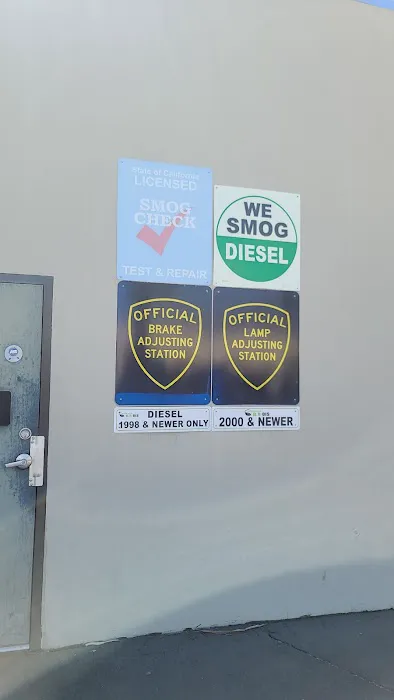 State of California
LICENSED
SMOG
CHECK
TEST & REPAIR
WE
SMOG
DIESEL
OFFICIAL
BRAKE
ADJUSTING
STATION
OFFICIAL
LAMP
ADJUSTING
STATION
DIESEL
1998 & NEWER ONLY
2000 & NEWER